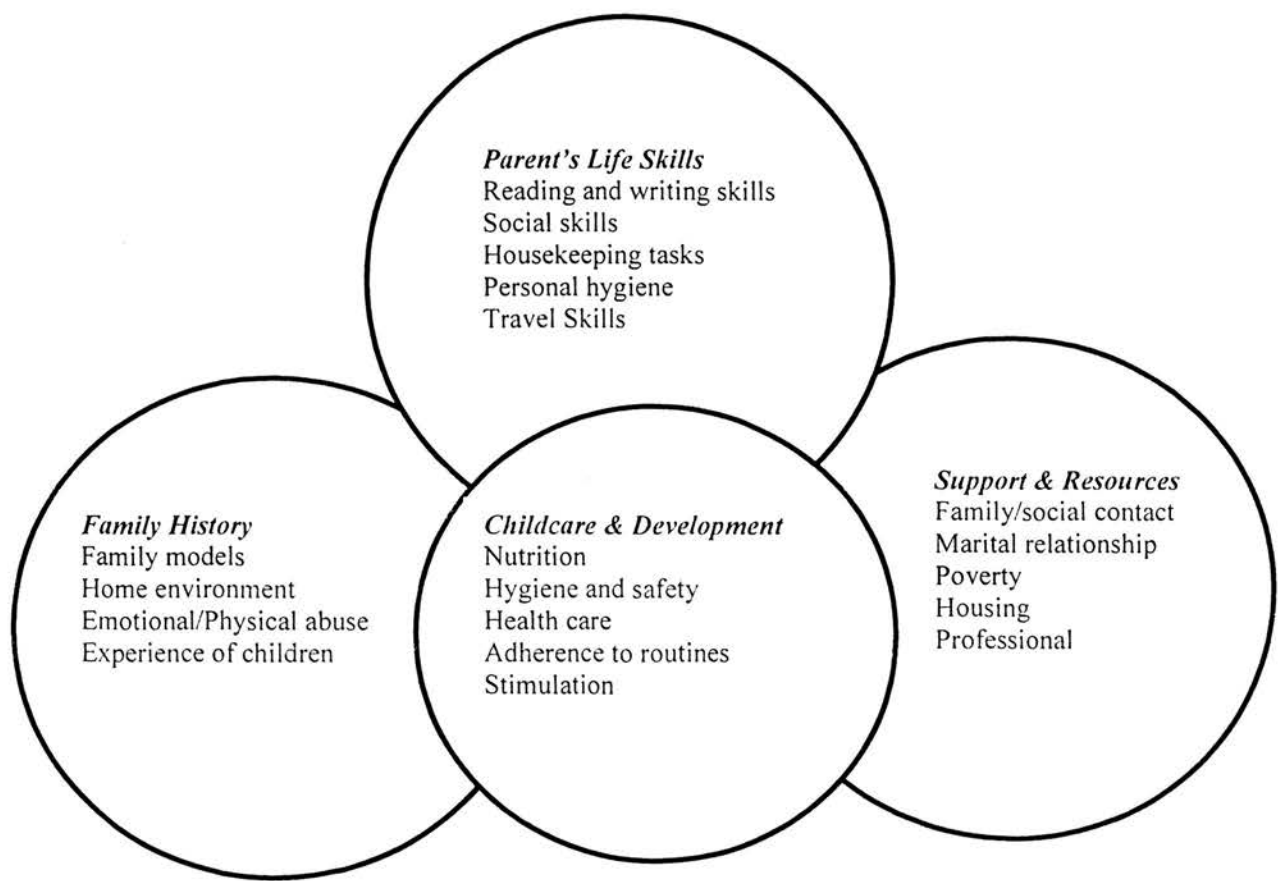 Parent's Life Skills
Reading and writing skills
Social skills
Housekeeping tasks
Personal hygiene
Travel Skills
Family History
Family models
Home environment
Emotional/Physical abuse
Experience of children
Childcare & Development
Nutrition
Hygiene and safety
Health care
Adherence to routines
Stimulation
Support & Resources
Family/social contact
Marital relationship
Poverty
Housing
Professional